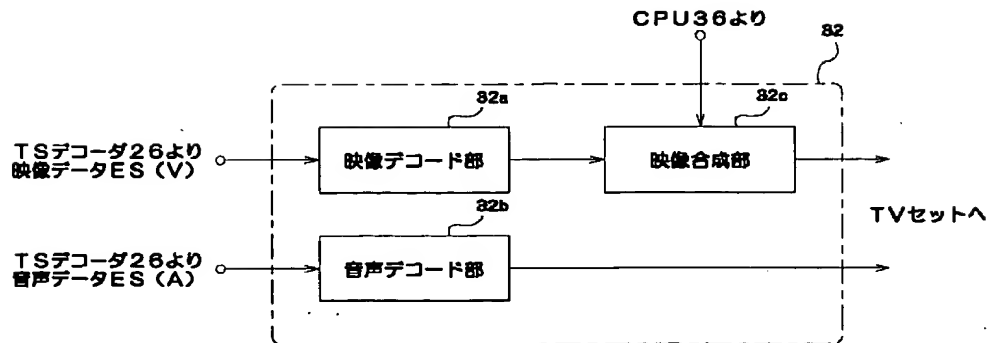 CPU36より
32
32a
32c
TSデコーダ26より
映像データES(V)
映像デコード部
映像合成部
32b
TVセットへ
TSデコーダ26より
音声データES(A)
音声デコード部